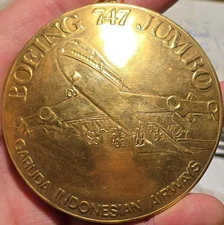 BOEING 747 JUMBO
GARUDA INDONESIAN AIRWAYS